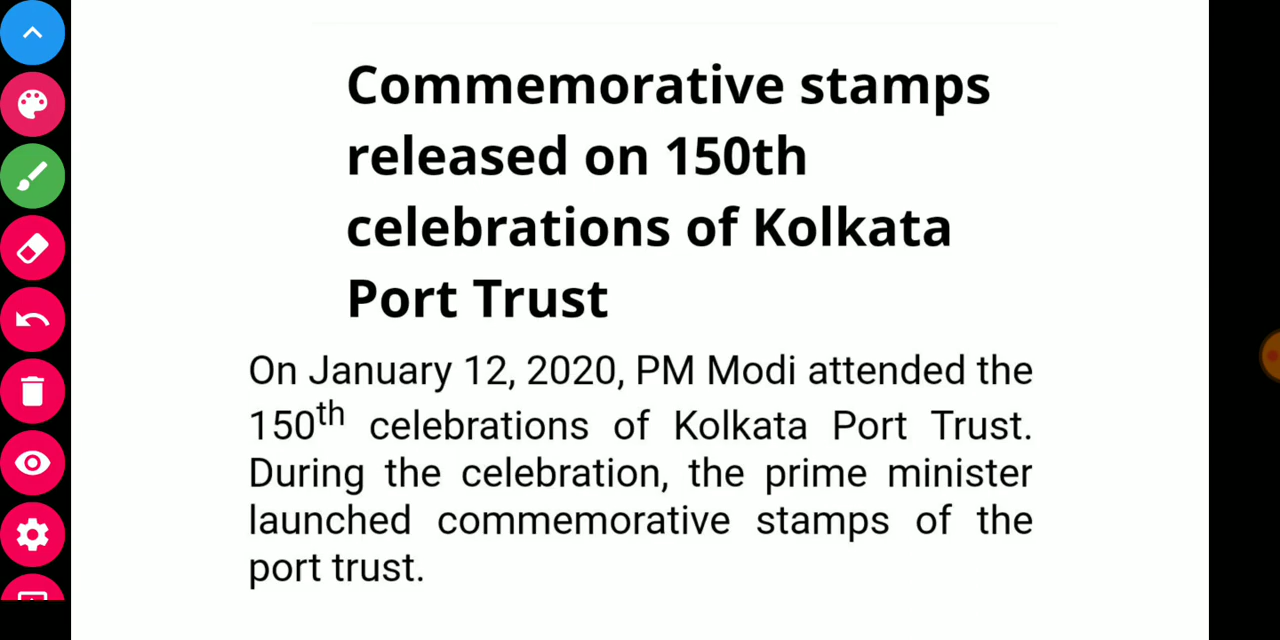 Commemorative stamps
released on 150th
celebrations of Kolkata
Port Trust
On January 12, 2020, PM Modi attended the
150th celebrations of Kolkata Port Trust.
During the celebration, the prime minister
launched commemorative stamps of the
port trust.